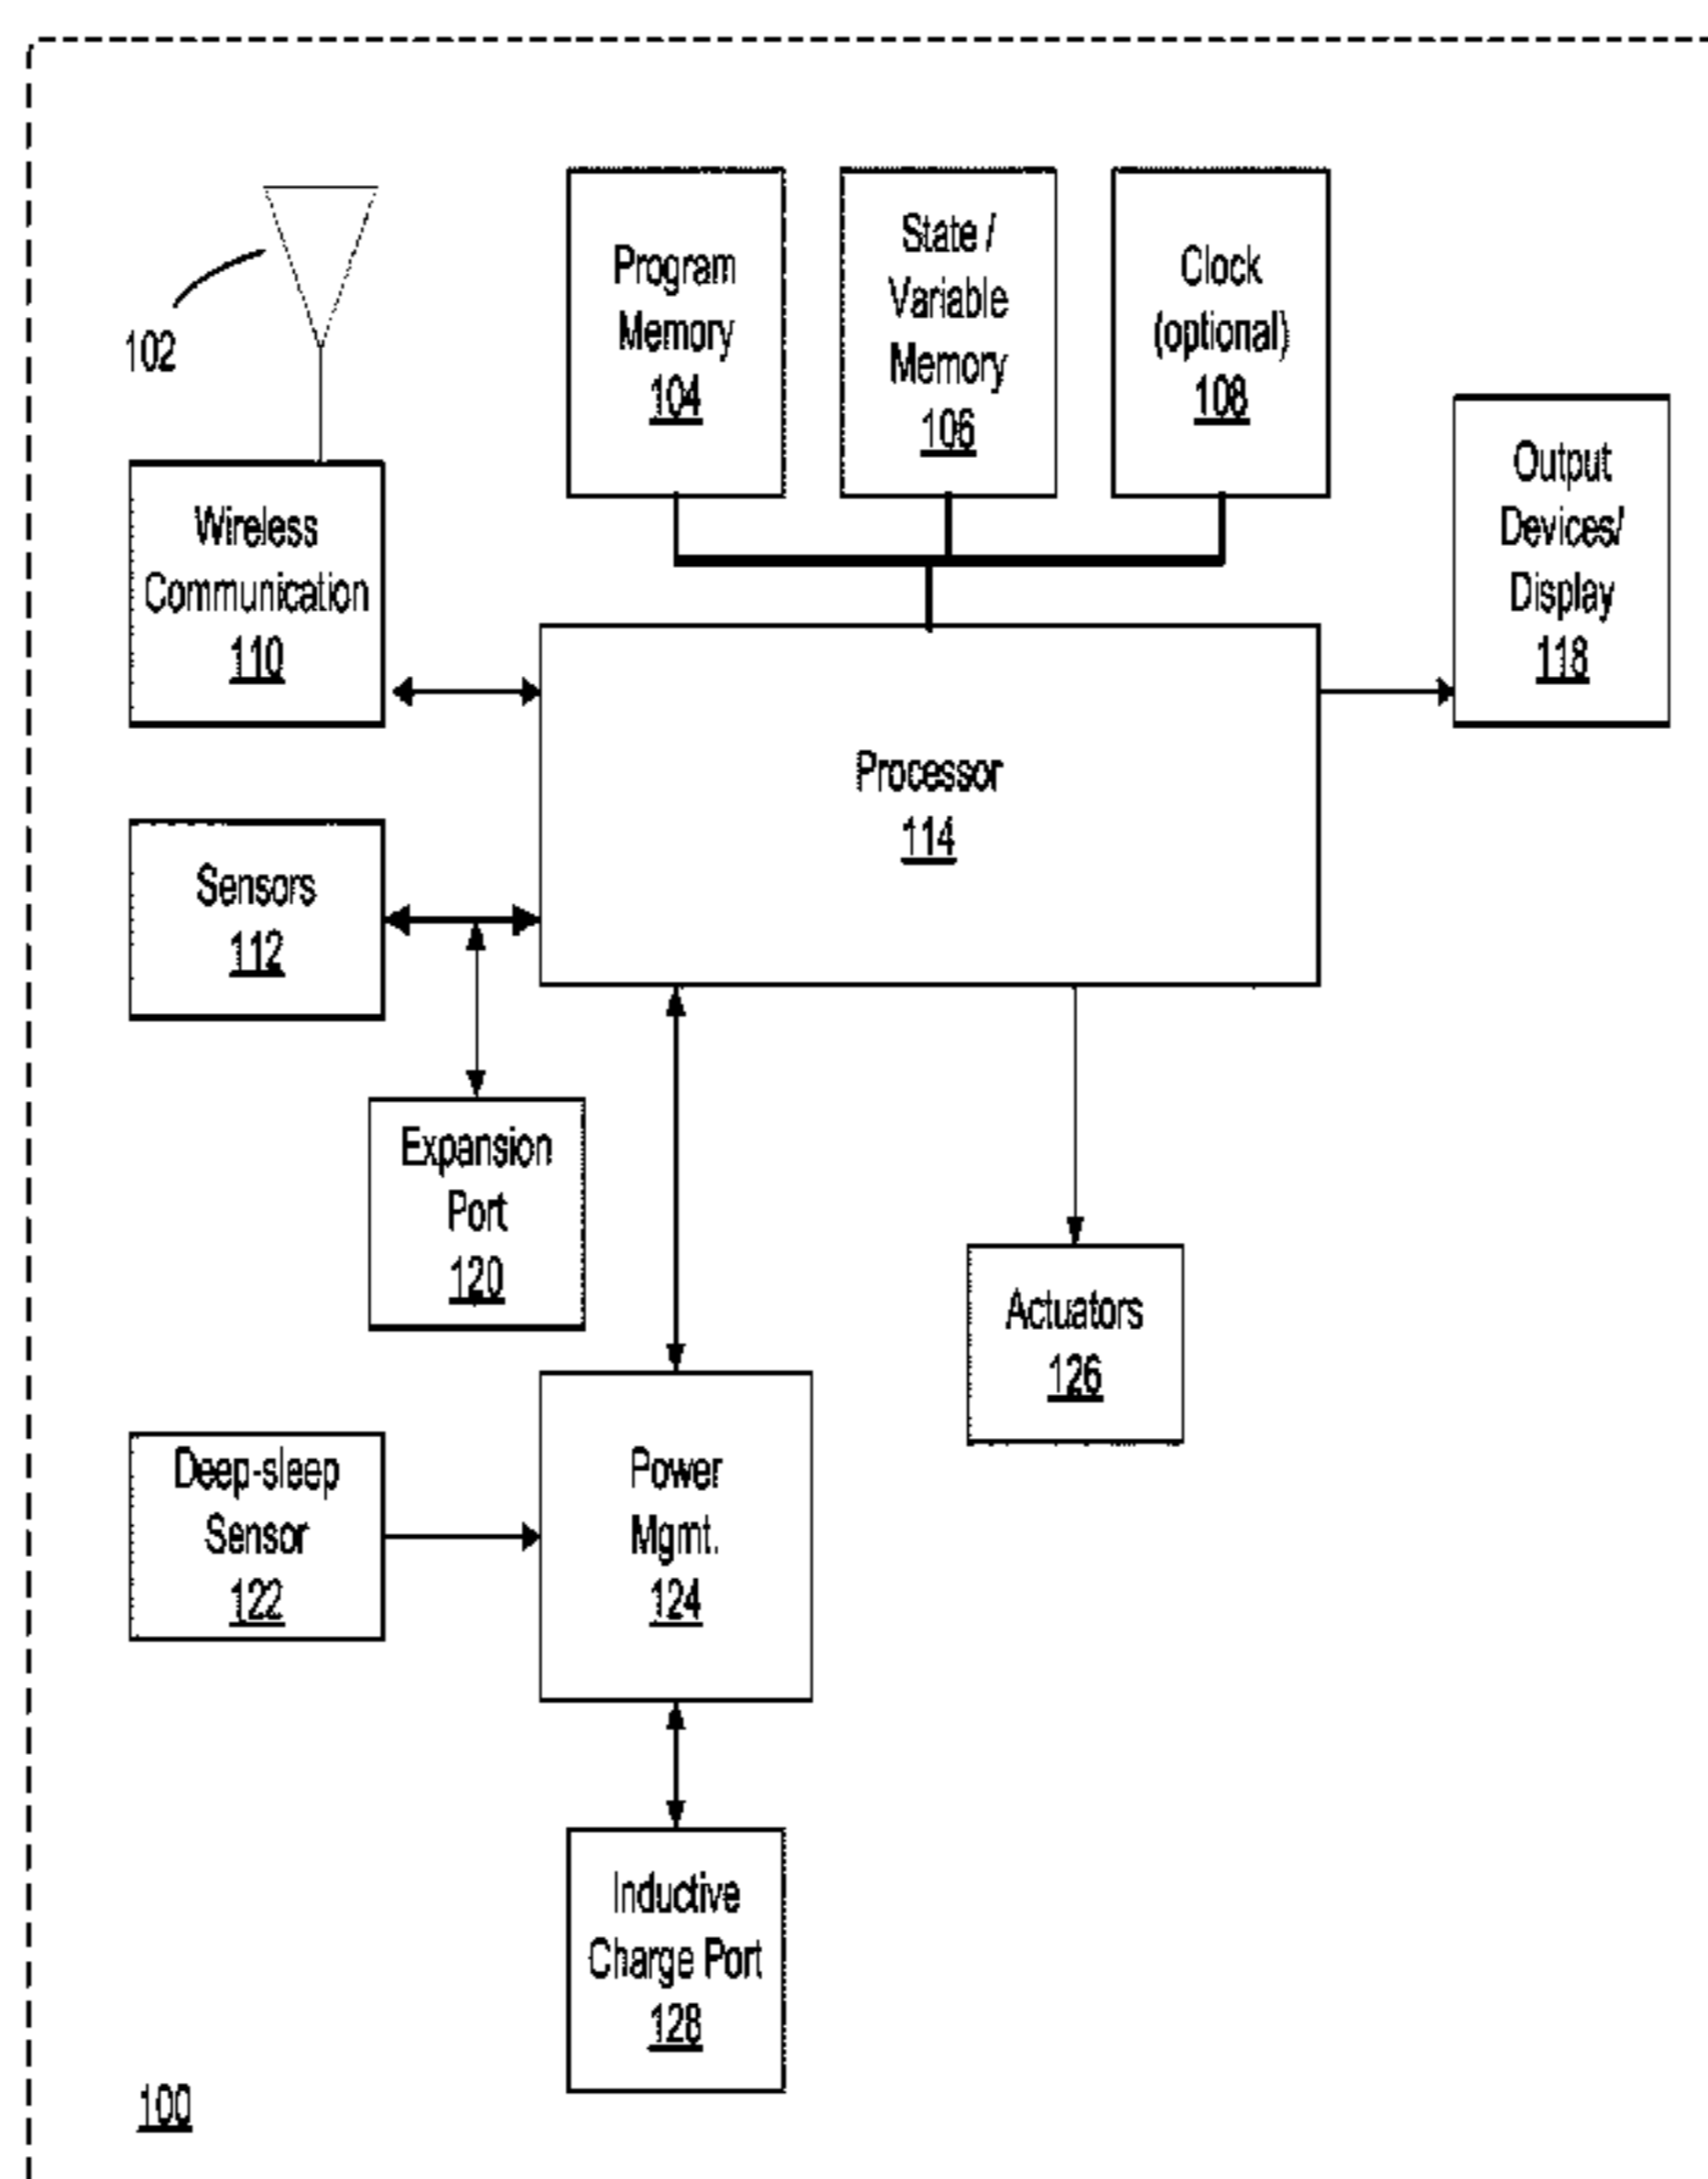 102
Program
Memory
104
State /
Variable
Memory
106
Clock
(optional)
108
Output
Devices/
Display
118
Wireless
Communication
110
Processor
114
Sensors
112
Expansion
Port
120
Actuators
126
Deep-sleep
Sensor
122
Power
Mgmt.
124
Inductive
Charge Port
128
100